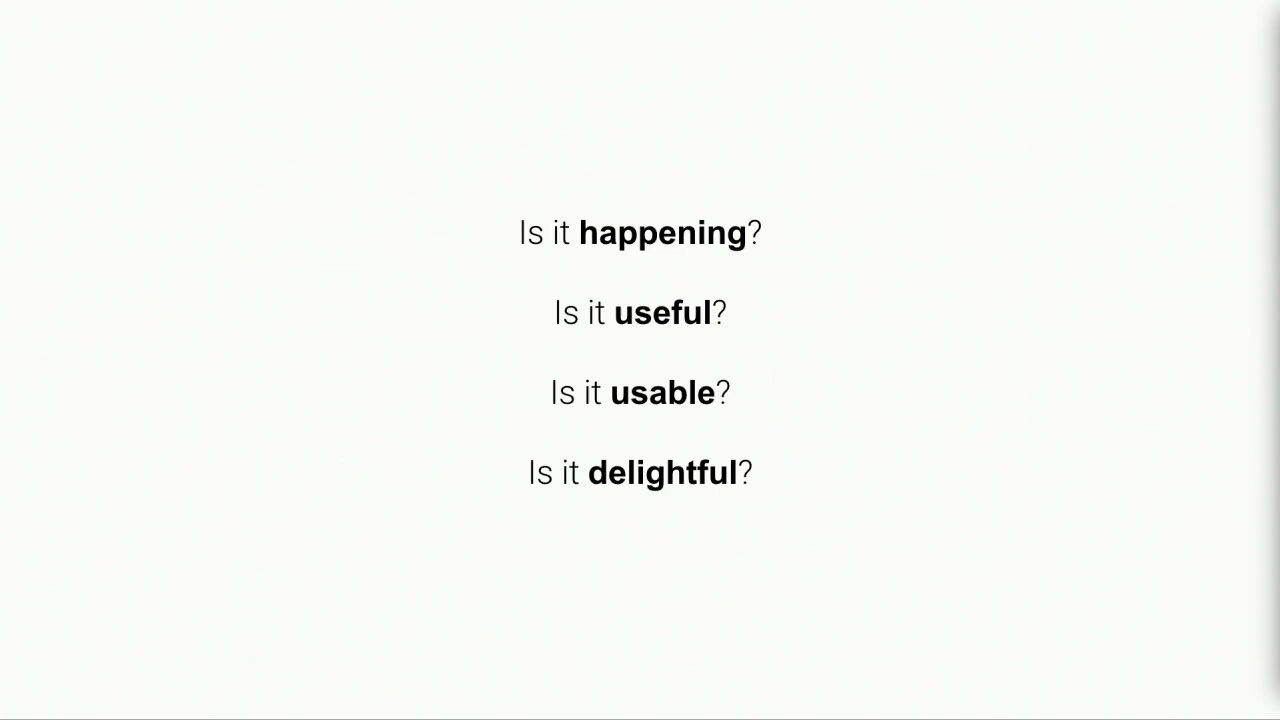 Is it happening?
Is it useful?
Is it usable?
Is it delightful?